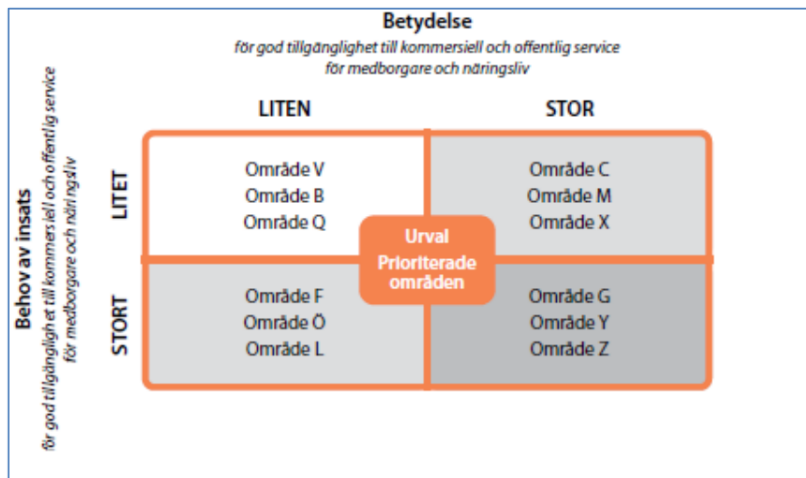 Betydelse
för god tillgänglighet till kommersiell och offentlig service
för medborgare och näringsliv
LITEN
STOR
Behov av insats
för god tillgänglighet till kommersiell och offentlig service
för medborgare och näringsliv
LITET
Område V
Område B
Område Q
Område C
Område M
Område X
Urval
Prioriterade
områden
STORT
Område F
Område Ö
Område L
Område G
Område Y
Område Z